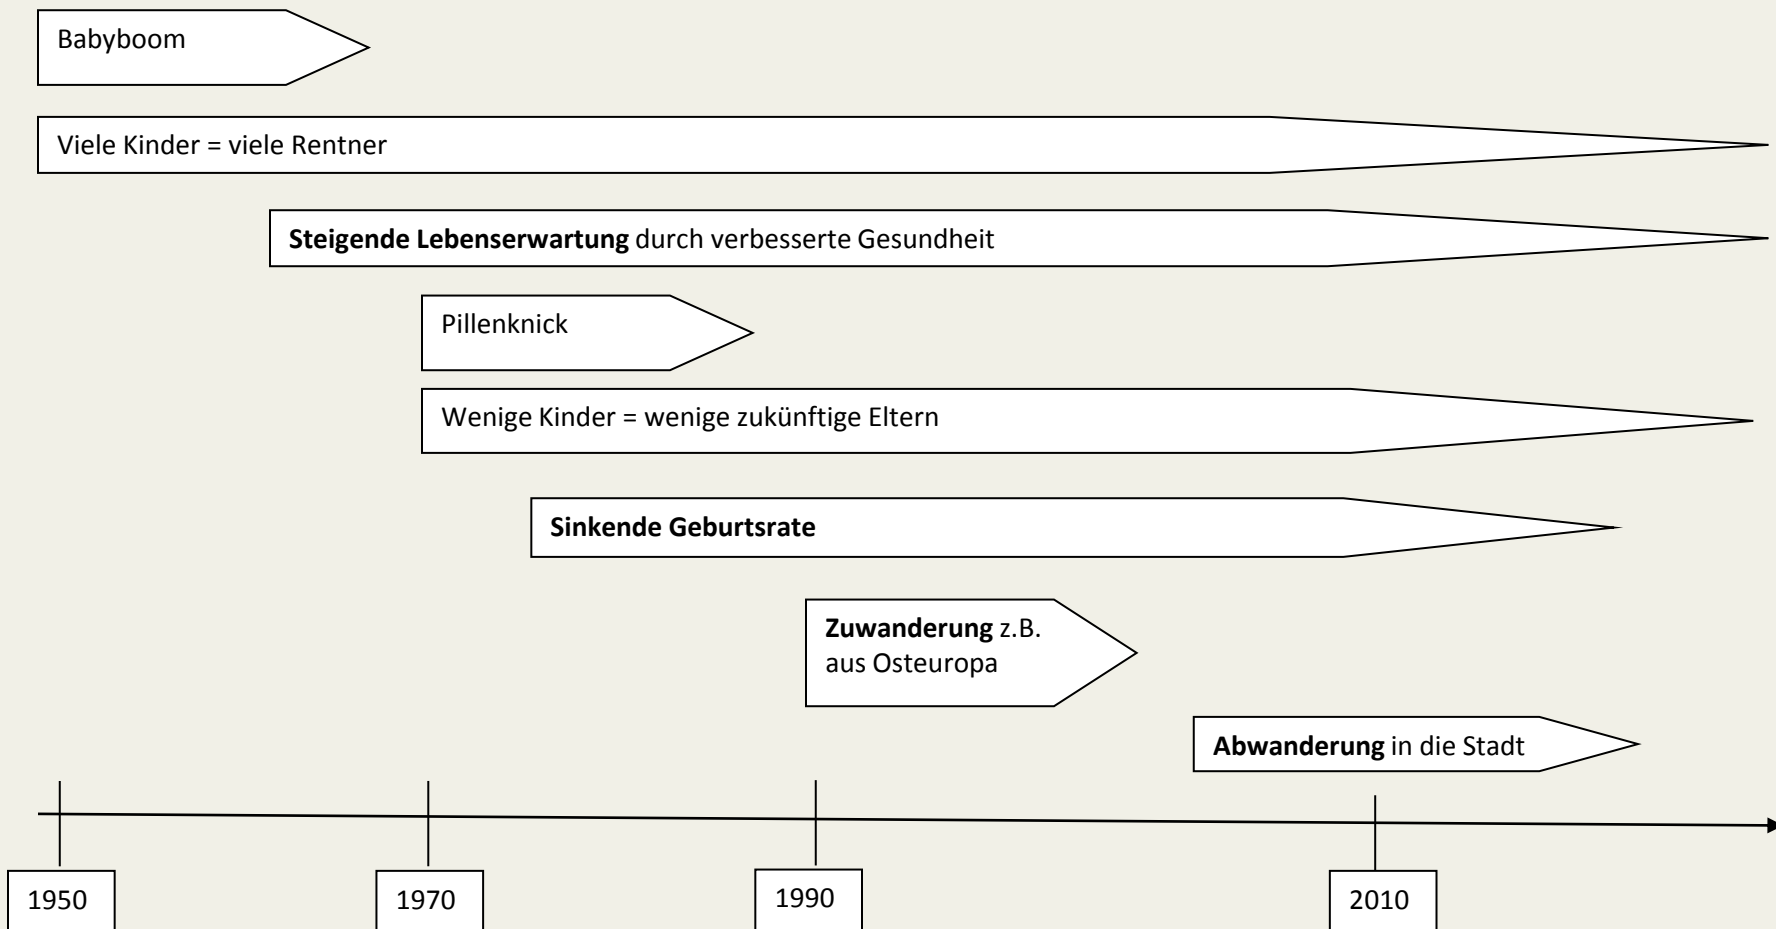 Babyboom
Viele Kinder = viele Rentner
Steigende Lebenserwartung durch verbesserte Gesundheit
Pillenknick
Wenige Kinder = wenige zukünftige Eltern
Sinkende Geburtsrate
Zuwanderung z.B.
aus Osteuropa
Abwanderung in die Stadt
1950
1970
1990
2010